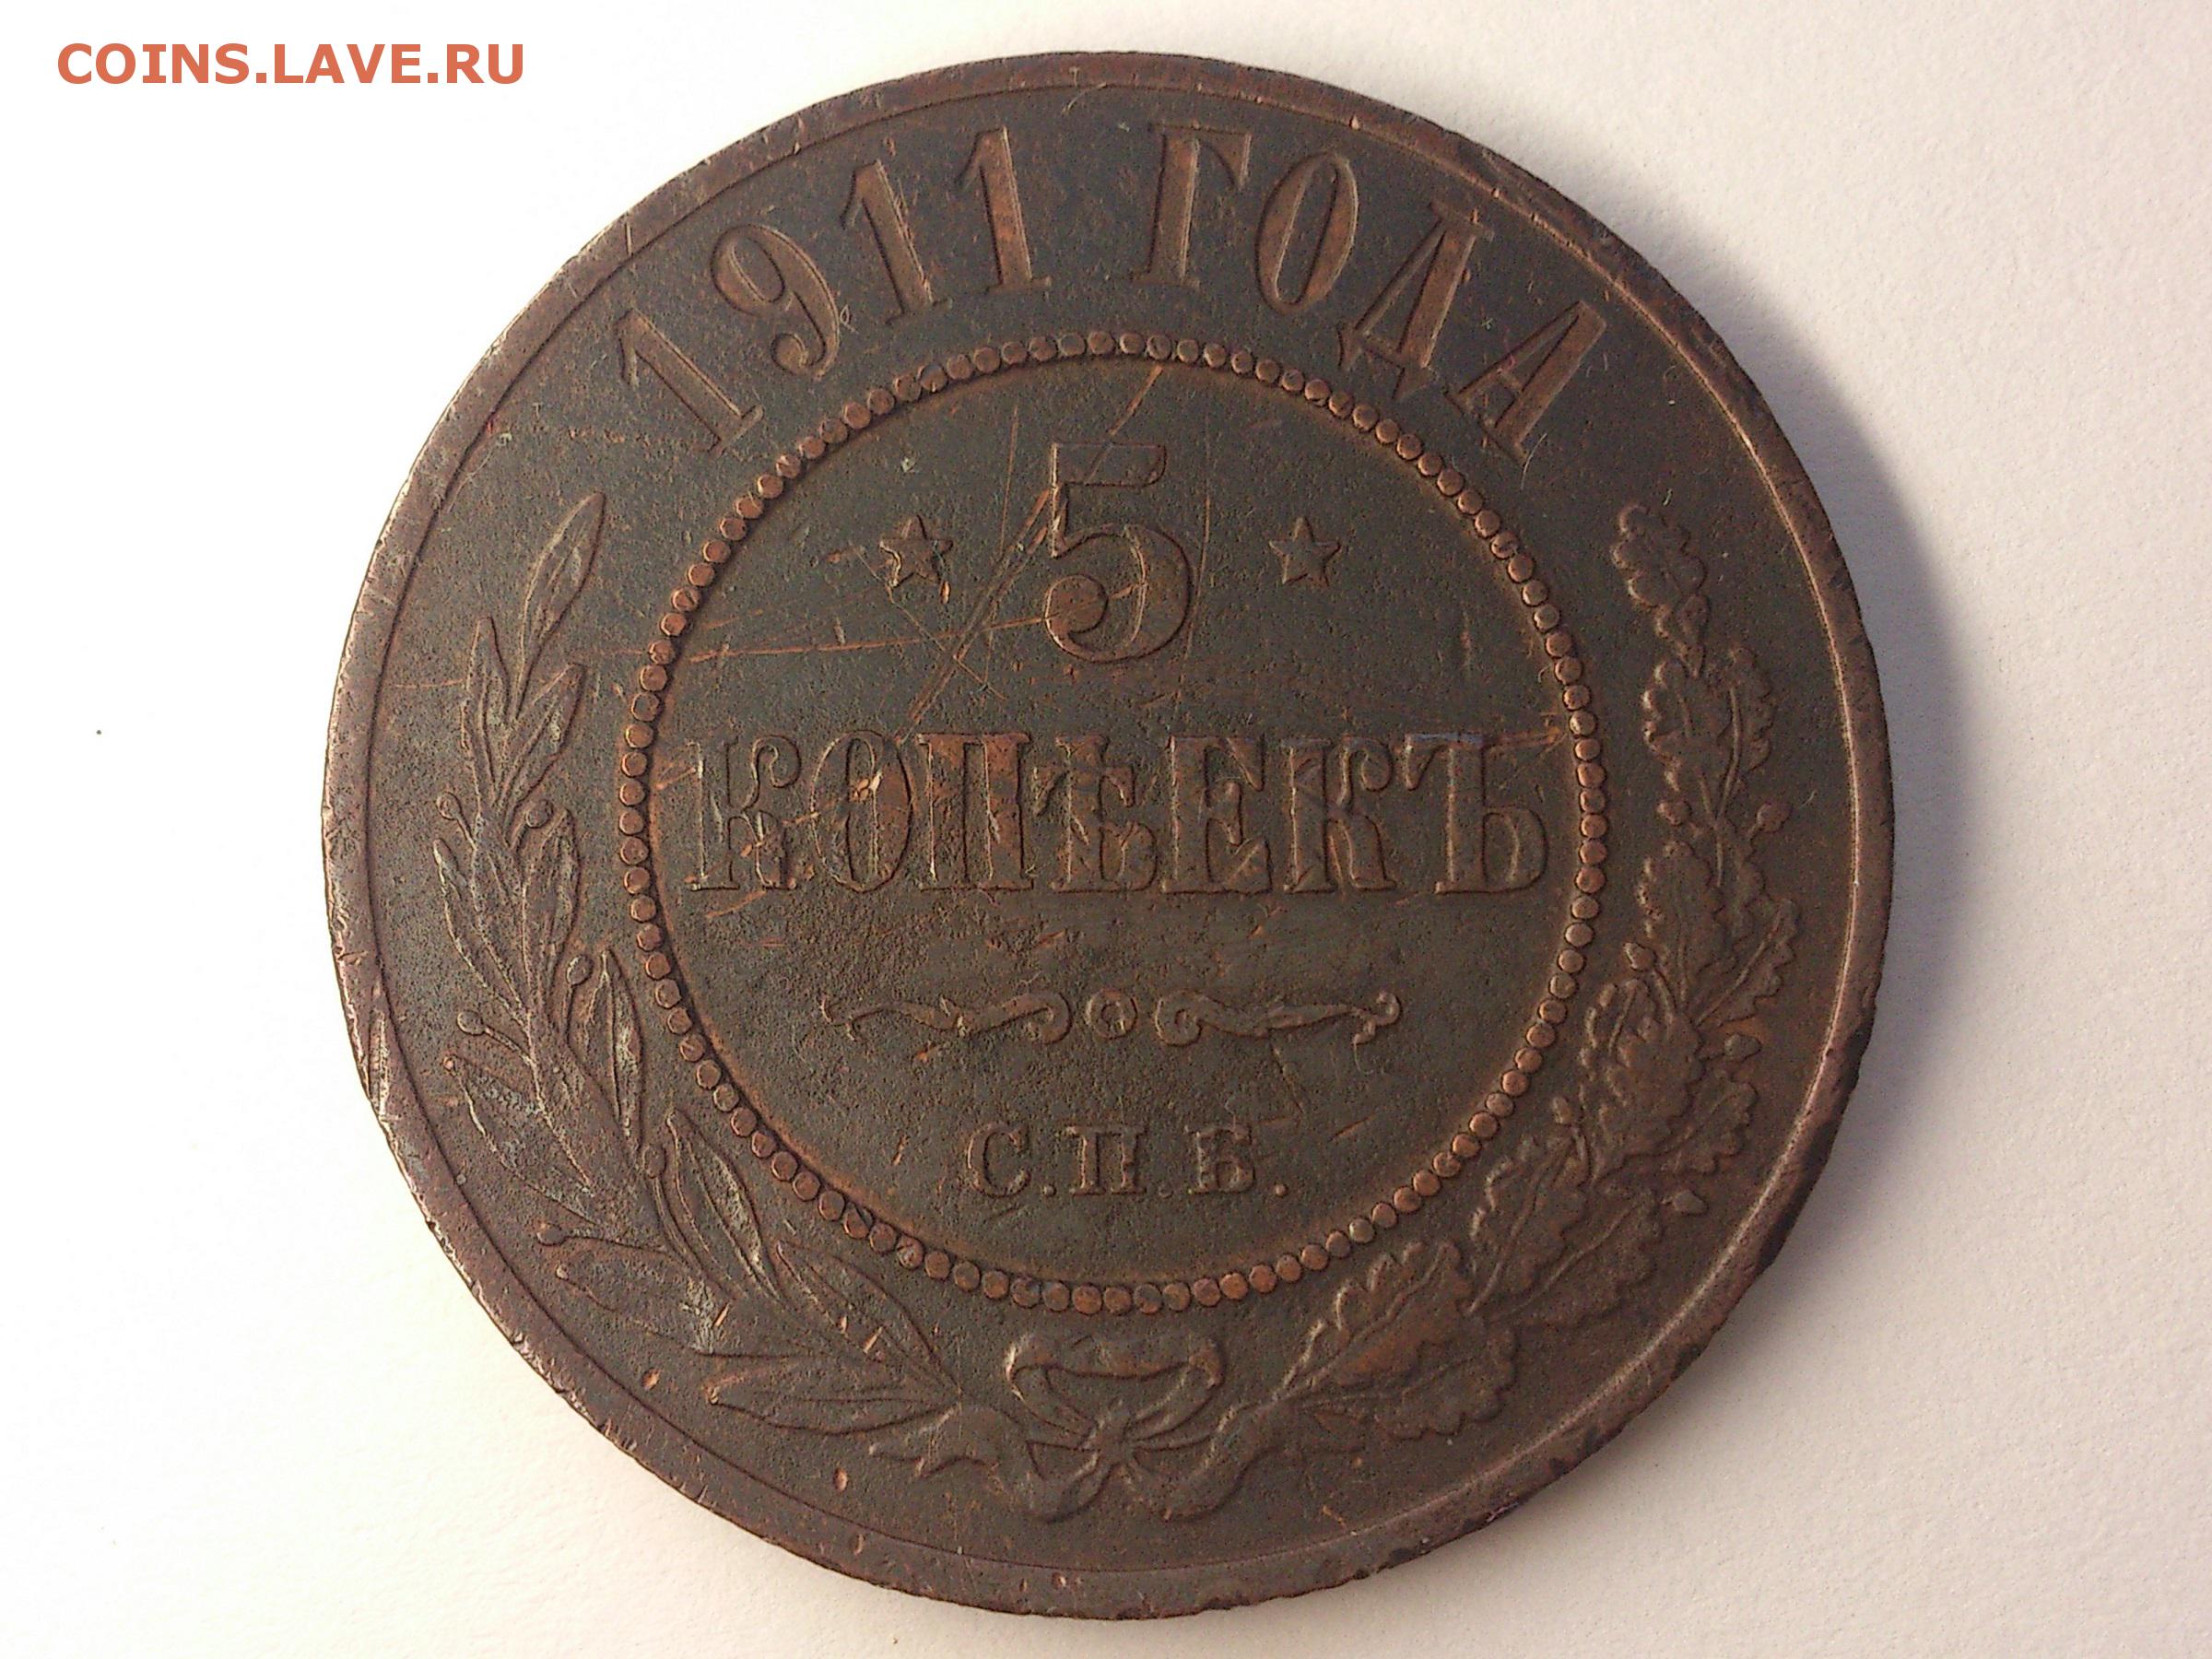 COINS.LAVE.RU
1911 ГОДА
5
КОПѢЕКЪ
С.П.Б.